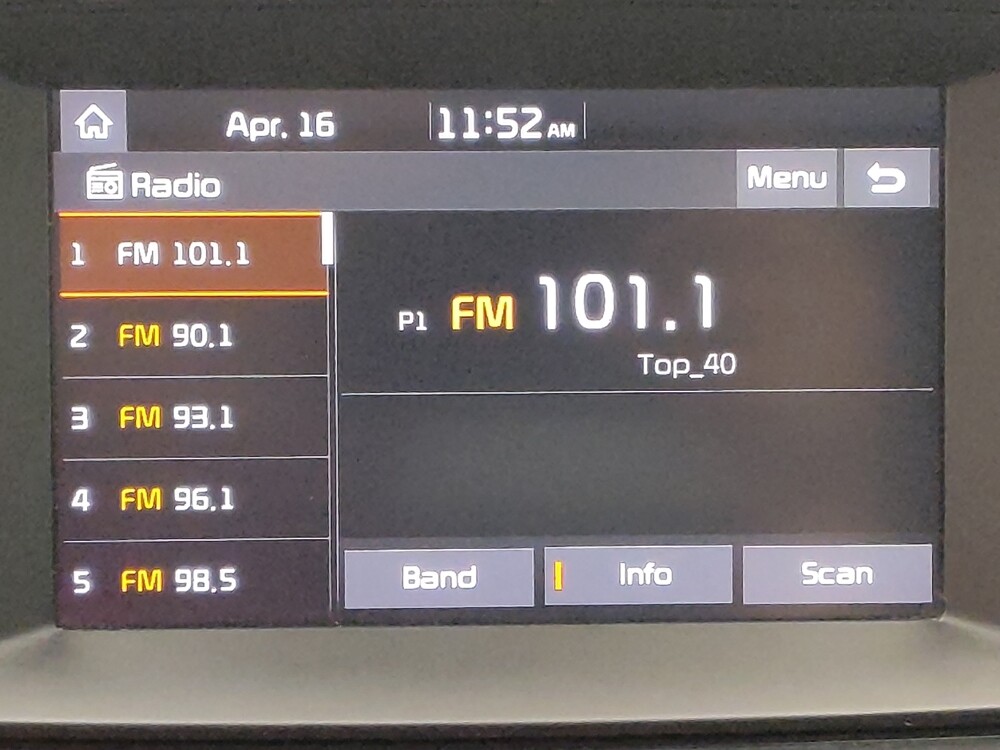 Apr. 16 11:52 AM
Radio Menu
1 FM 101.1
2 FM 90.1
3 FM 93.1
4 FM 96.1
5 FM 98.5
P1 FM 101.1
Top_40
Band Info Scan